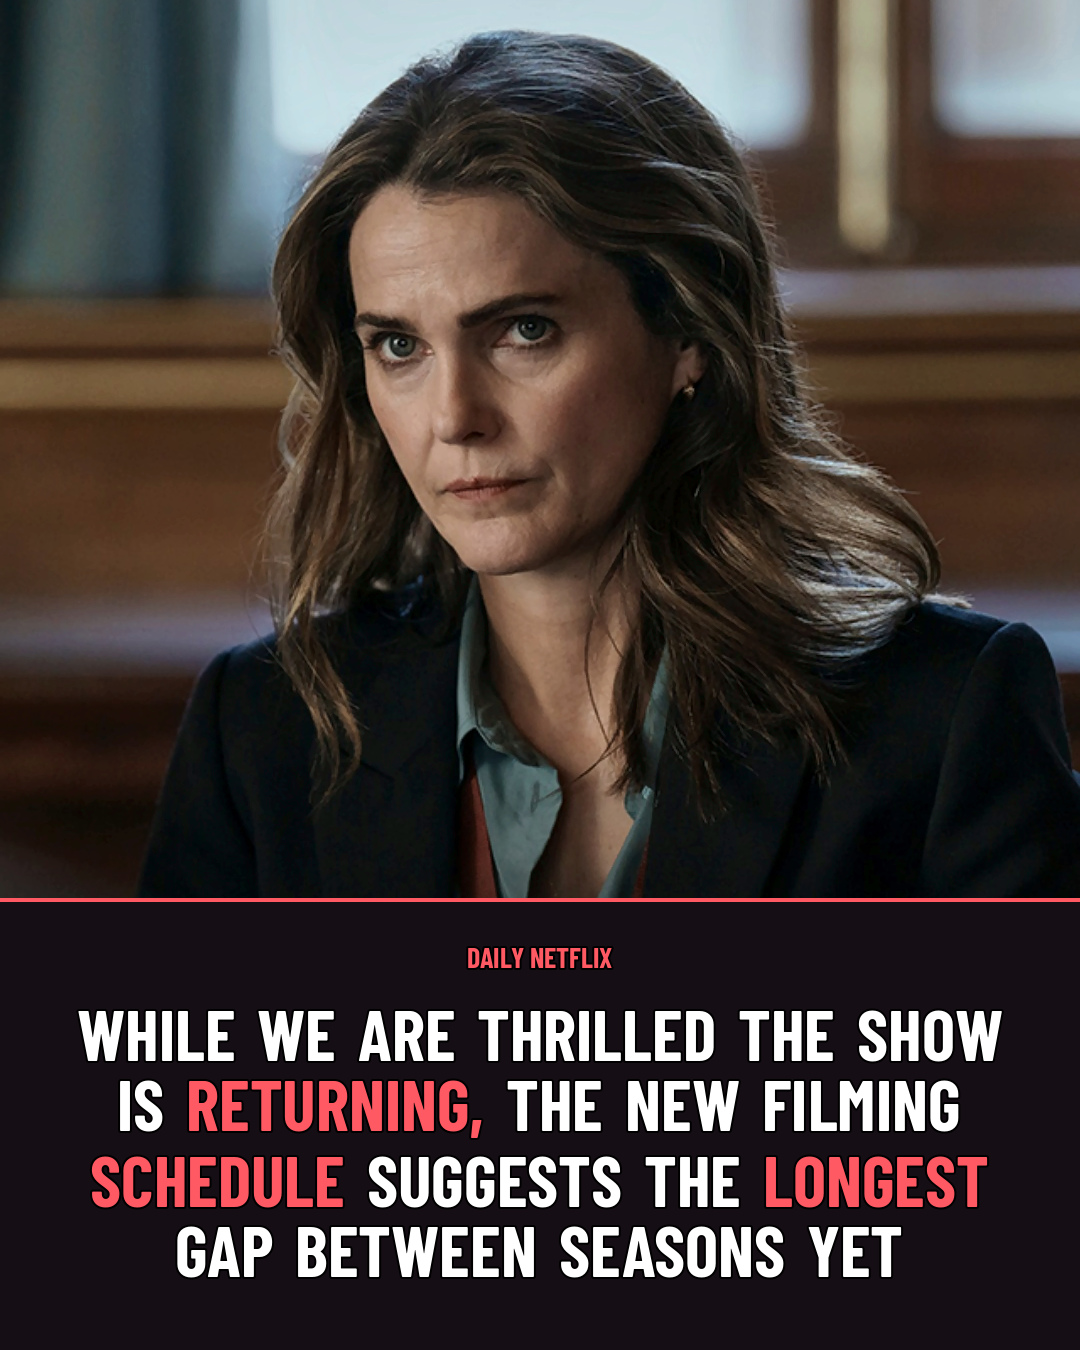 DAILY NETFLIX
WHILE WE ARE THRILLED THE SHOW
IS RETURNING, THE NEW FILMING
SCHEDULE SUGGESTS THE LONGEST
GAP BETWEEN SEASONS YET